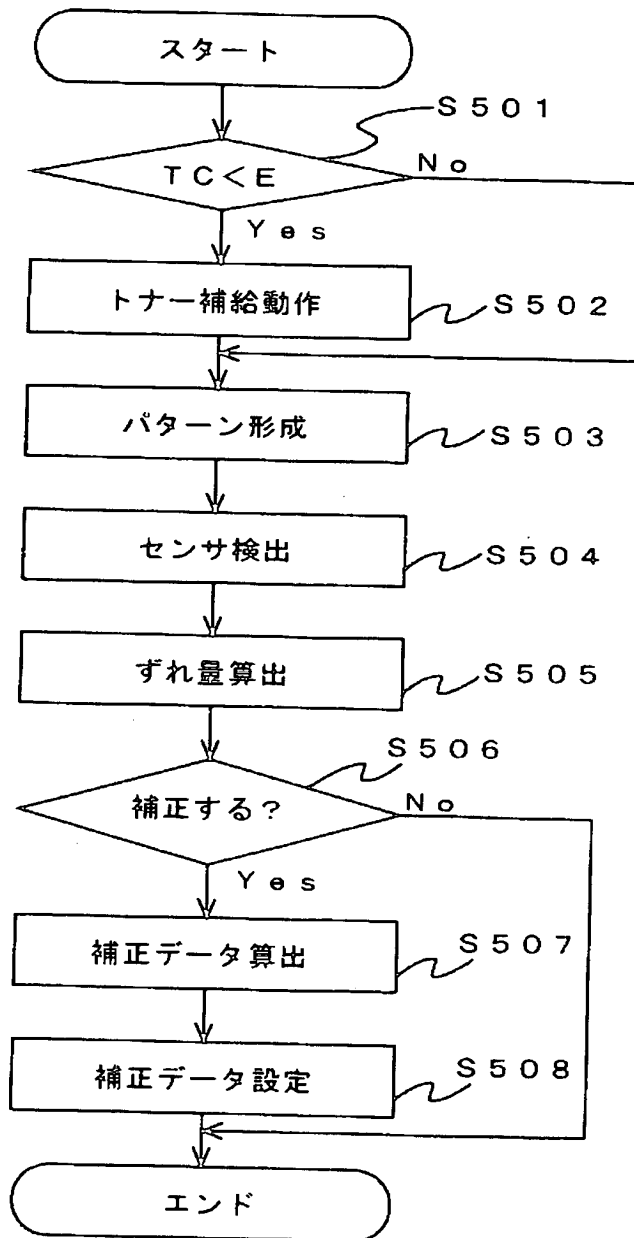 スタート
S501
TC<E
No
Yes
トナー補給動作
S502
パターン形成
S503
センサ検出
S504
ずれ量算出
S505
S506
補正する?
No
Yes
補正データ算出
S507
補正データ設定
S508
エンド